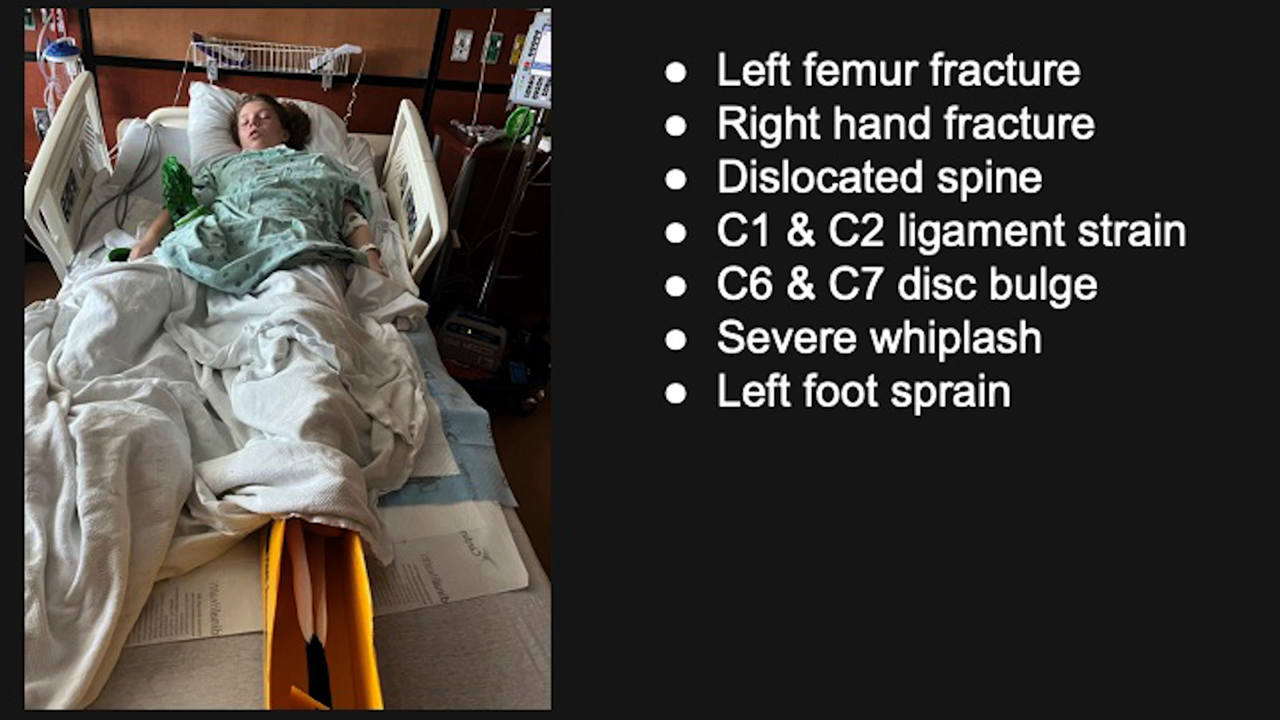 ● Left femur fracture
● Right hand fracture
● Dislocated spine
● C1 & C2 ligament strain
● C6 & C7 disc bulge
● Severe whiplash
● Left foot sprain